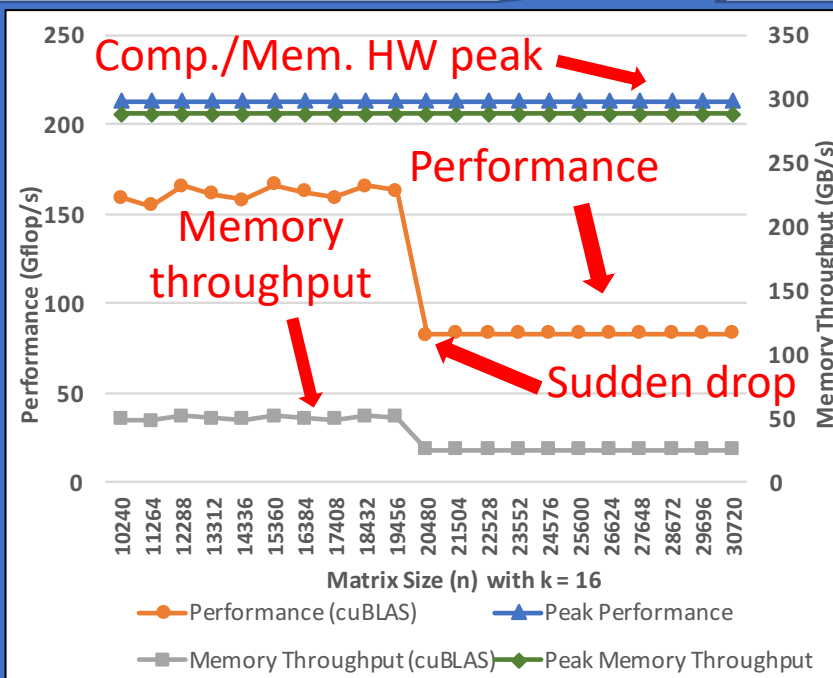 250
200
150
100
50
0
Performance (Gflop/s)
350
300
250
200
150
100
50
0
Memory Throughput (GB/s)
Comp./Mem. HW peak
Performance
Memory
throughput
Sudden drop
10240
11264
12288
13312
14336
15360
16384
17408
18432
19456
20480
21504
22528
23552
24576
25600
26624
27648
28672
29696
30720
Matrix Size (n) with k = 16
Performance (cuBLAS)
Peak Performance
Memory Throughput (cuBLAS)
Peak Memory Throughput